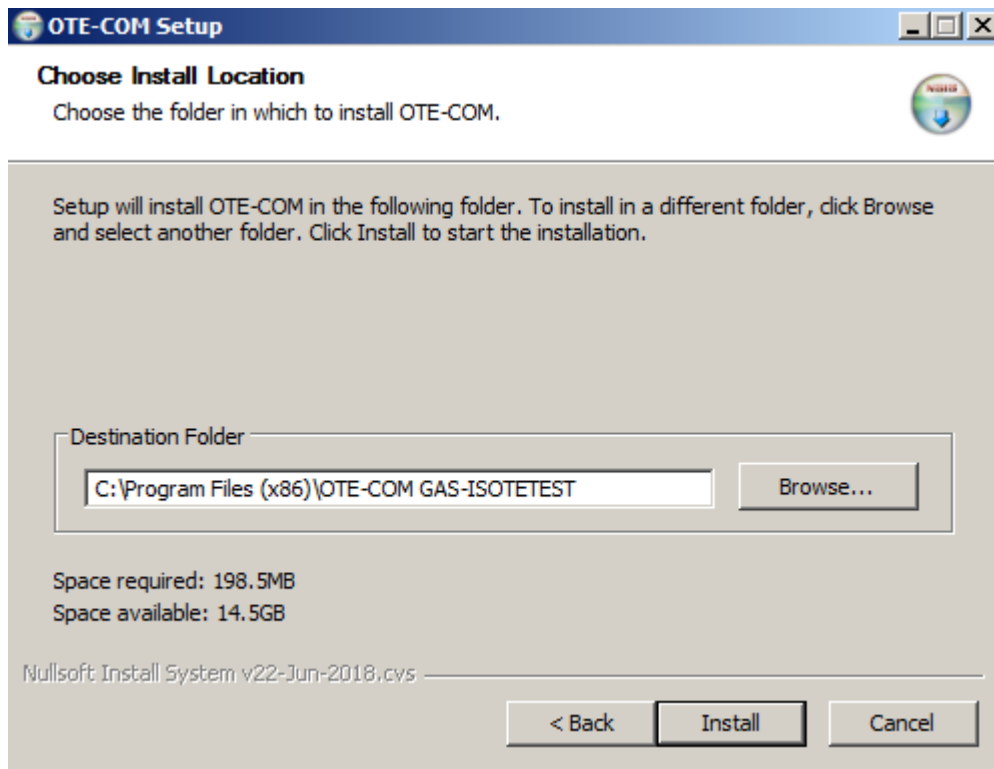 OTE-COM Setup
Choose Install Location
Choose the folder in which to install OTE-COM.
NSIS
Setup will install OTE-COM in the following folder. To install in a different folder, click Browse
and select another folder. Click Install to start the installation.
Destination Folder
C:\Program Files (x86)\OTE-COM GAS-ISOTETEST
Browse...
Space required: 198.5MB
Space available: 14.5GB
Nullsoft Install System v22-Jun-2018.cvs
< Back
Install
Cancel